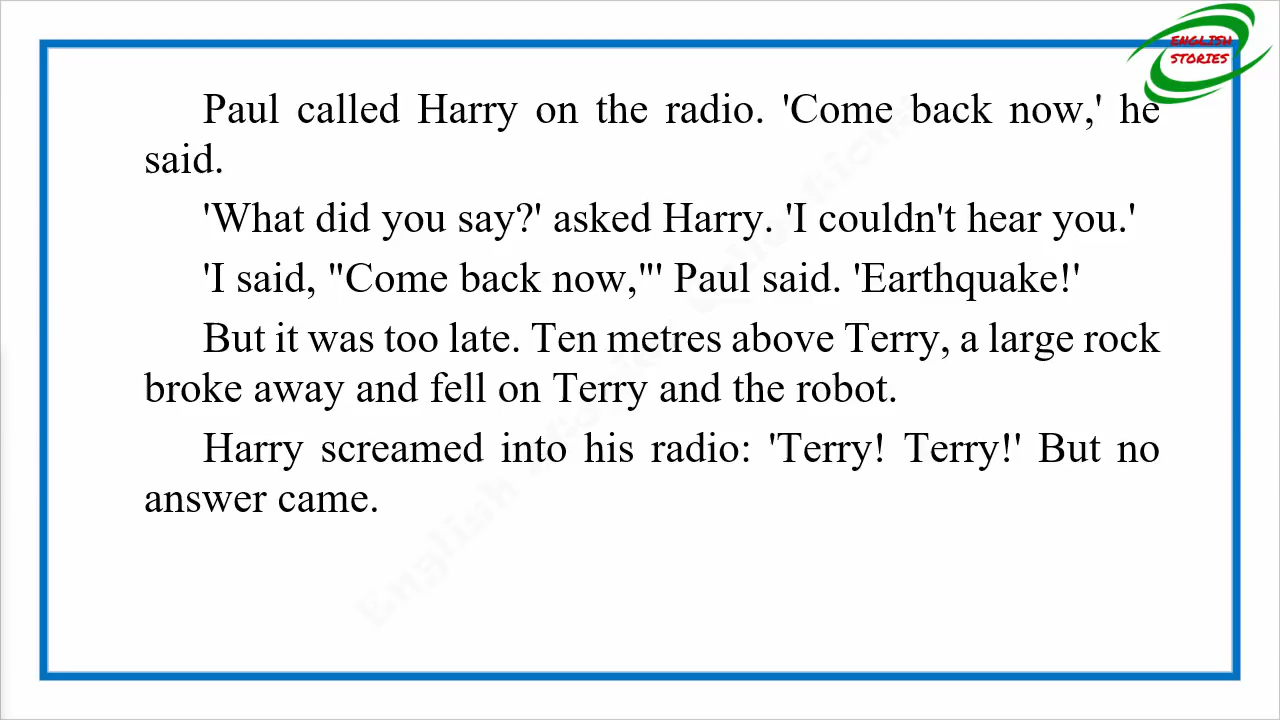 ENGLISH
STORIES
Paul called Harry on the radio. 'Come back now,' he
said.
'What did you say?' asked Harry. 'I couldn't hear you.'
'I said, "Come back now,"' Paul said. 'Earthquake!'
But it was too late. Ten metres above Terry, a large rock
broke away and fell on Terry and the robot.
Harry screamed into his radio: 'Terry! Terry!' But no
answer came.